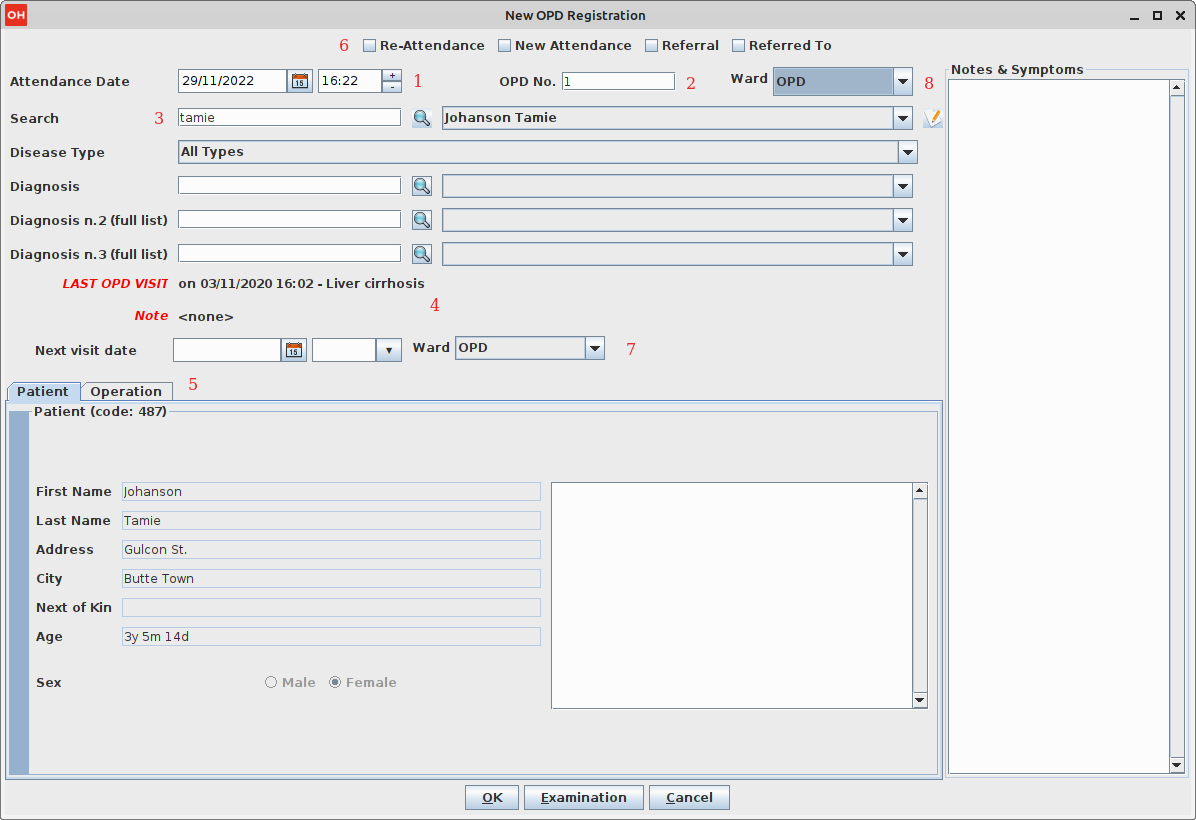 OH New OPD Registration
6 Re-Attendance New Attendance Referral Referred To
Attendance Date 29/11/2022 15 16:22 + - 1 OPD No. 1 2 Ward OPD 8
Notes & Symptoms
Search 3 tamie Johanson Tamie
Disease Type All Types
Diagnosis
Diagnosis n.2 (full list)
Diagnosis n.3 (full list)
LAST OPD VISIT on 03/11/2020 16:02 - Liver cirrhosis
4
Note <none>
Next visit date 15 Ward OPD 7
Patient Operation 5
Patient (code: 487)
First Name Johanson
Last Name Tamie
Address Gulcon St.
City Butte Town
Next of Kin
Age 3y 5m 14d
Sex Male Female
OK Examination Cancel